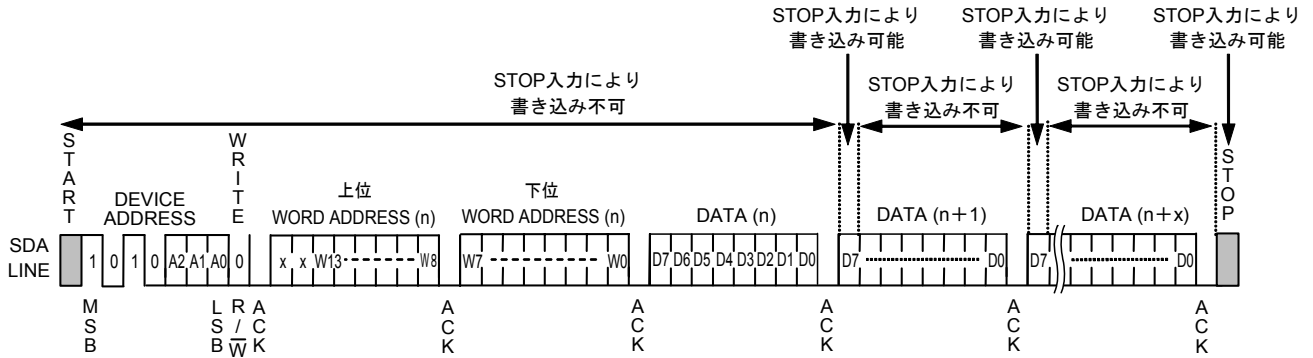 STOP入力により
書き込み可能
STOP入力により
書き込み可能
STOP入力により
書き込み可能
STOP入力により
書き込み不可
STOP入力により
書き込み不可
STOP入力により
書き込み不可
START
WRITE
STOP
DEVICE
ADDRESS
上位
WORD ADDRESS (n)
下位
WORD ADDRESS (n)
DATA (n)
DATA (n+1)
DATA (n+x)
SDA
LINE
1 0 1 0 A2 A1 A0 0
x x W13 W8
W7 W0
D7 D6 D5 D4 D3 D2 D1 D0
D7 D0
D7 D0
MSB
LSB
R/W
ACK
ACK
ACK
ACK
ACK
ACK